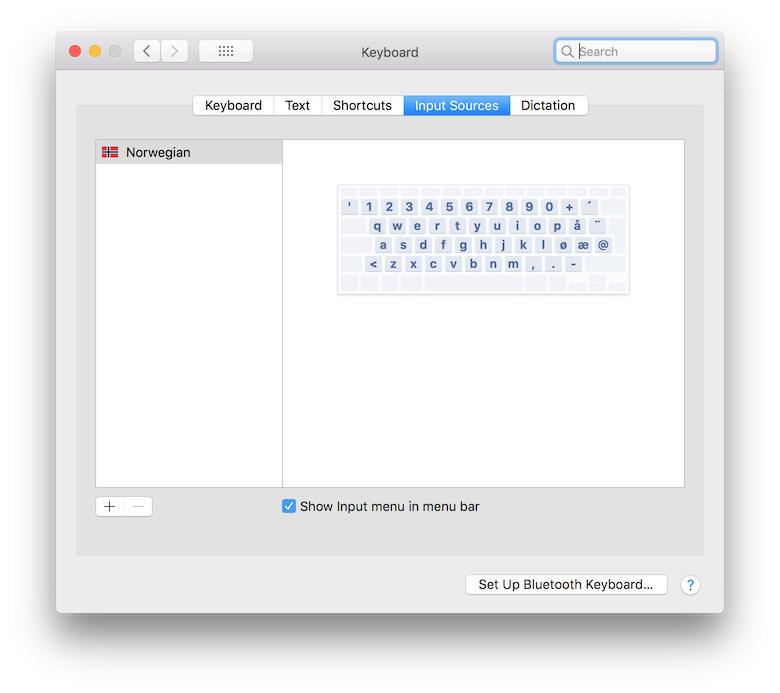 Keyboard
Search
Keyboard Text Shortcuts Input Sources Dictation
Norwegian
' 1 2 3 4 5 6 7 8 9 0 + ´
q w e r t y u i o p å ¨
a s d f g h j k l ø æ @
< z x c v b n m , . -
Show Input menu in menu bar
Set Up Bluetooth Keyboard...
?